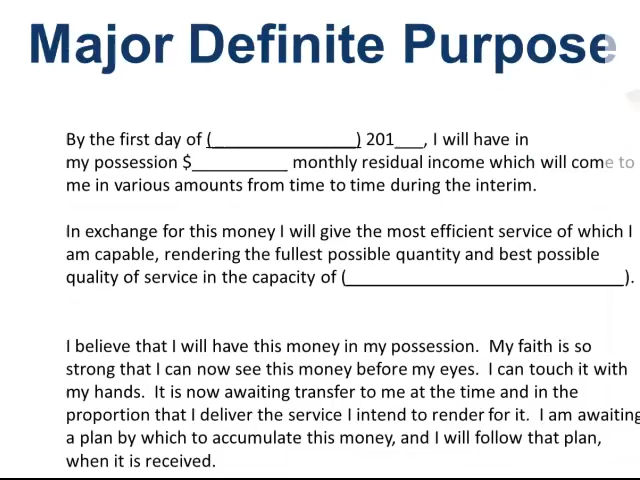 Major Definite Purpose
By the first day of (________________) 201___, I will have in
my possession $__________ monthly residual income which will come to
me in various amounts from time to time during the interim.
In exchange for this money I will give the most efficient service of which I
am capable, rendering the fullest possible quantity and best possible
quality of service in the capacity of (______________________________).
I believe that I will have this money in my possession.  My faith is so
strong that I can now see this money before my eyes.  I can touch it with
my hands.  It is now awaiting transfer to me at the time and in the
proportion that I deliver the service I intend to render for it.  I am awaiting
a plan by which to accumulate this money, and I will follow that plan,
when it is received.